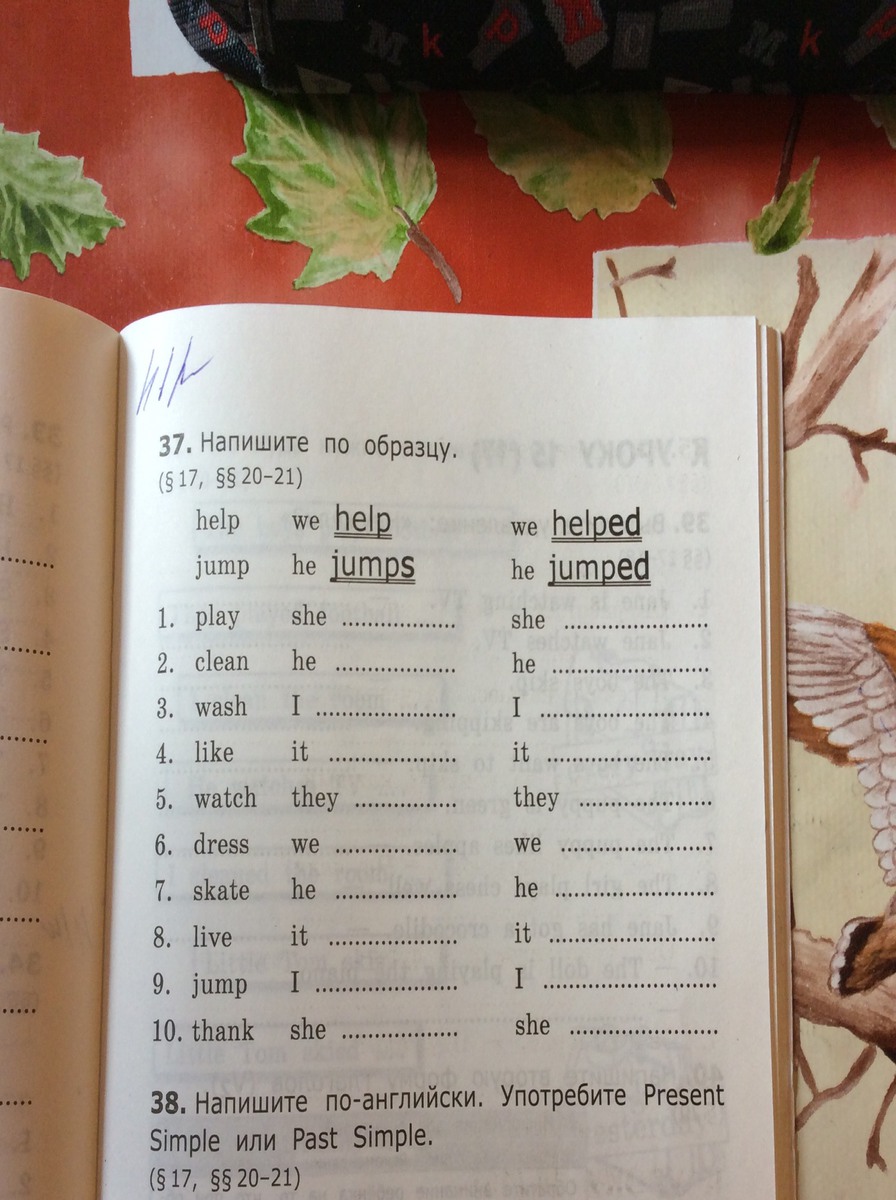 37. Напишите по образцу.
(§ 17, §§ 20–21)
help we help we helped
jump he jumps he jumped
1. play she .................. she .......................
2. clean he ................... he .........................
3. wash I ...................... I ...........................
4. like it ..................... it ..........................
5. watch they ................ they .....................
6. dress we ................... we ........................
7. skate he ................... he .........................
8. live it ..................... it ..........................
9. jump I ...................... I ............................
10. thank she .................. she ........................
38. Напишите по-английски. Употребите Present
Simple или Past Simple.
(§ 17, §§ 20–21)